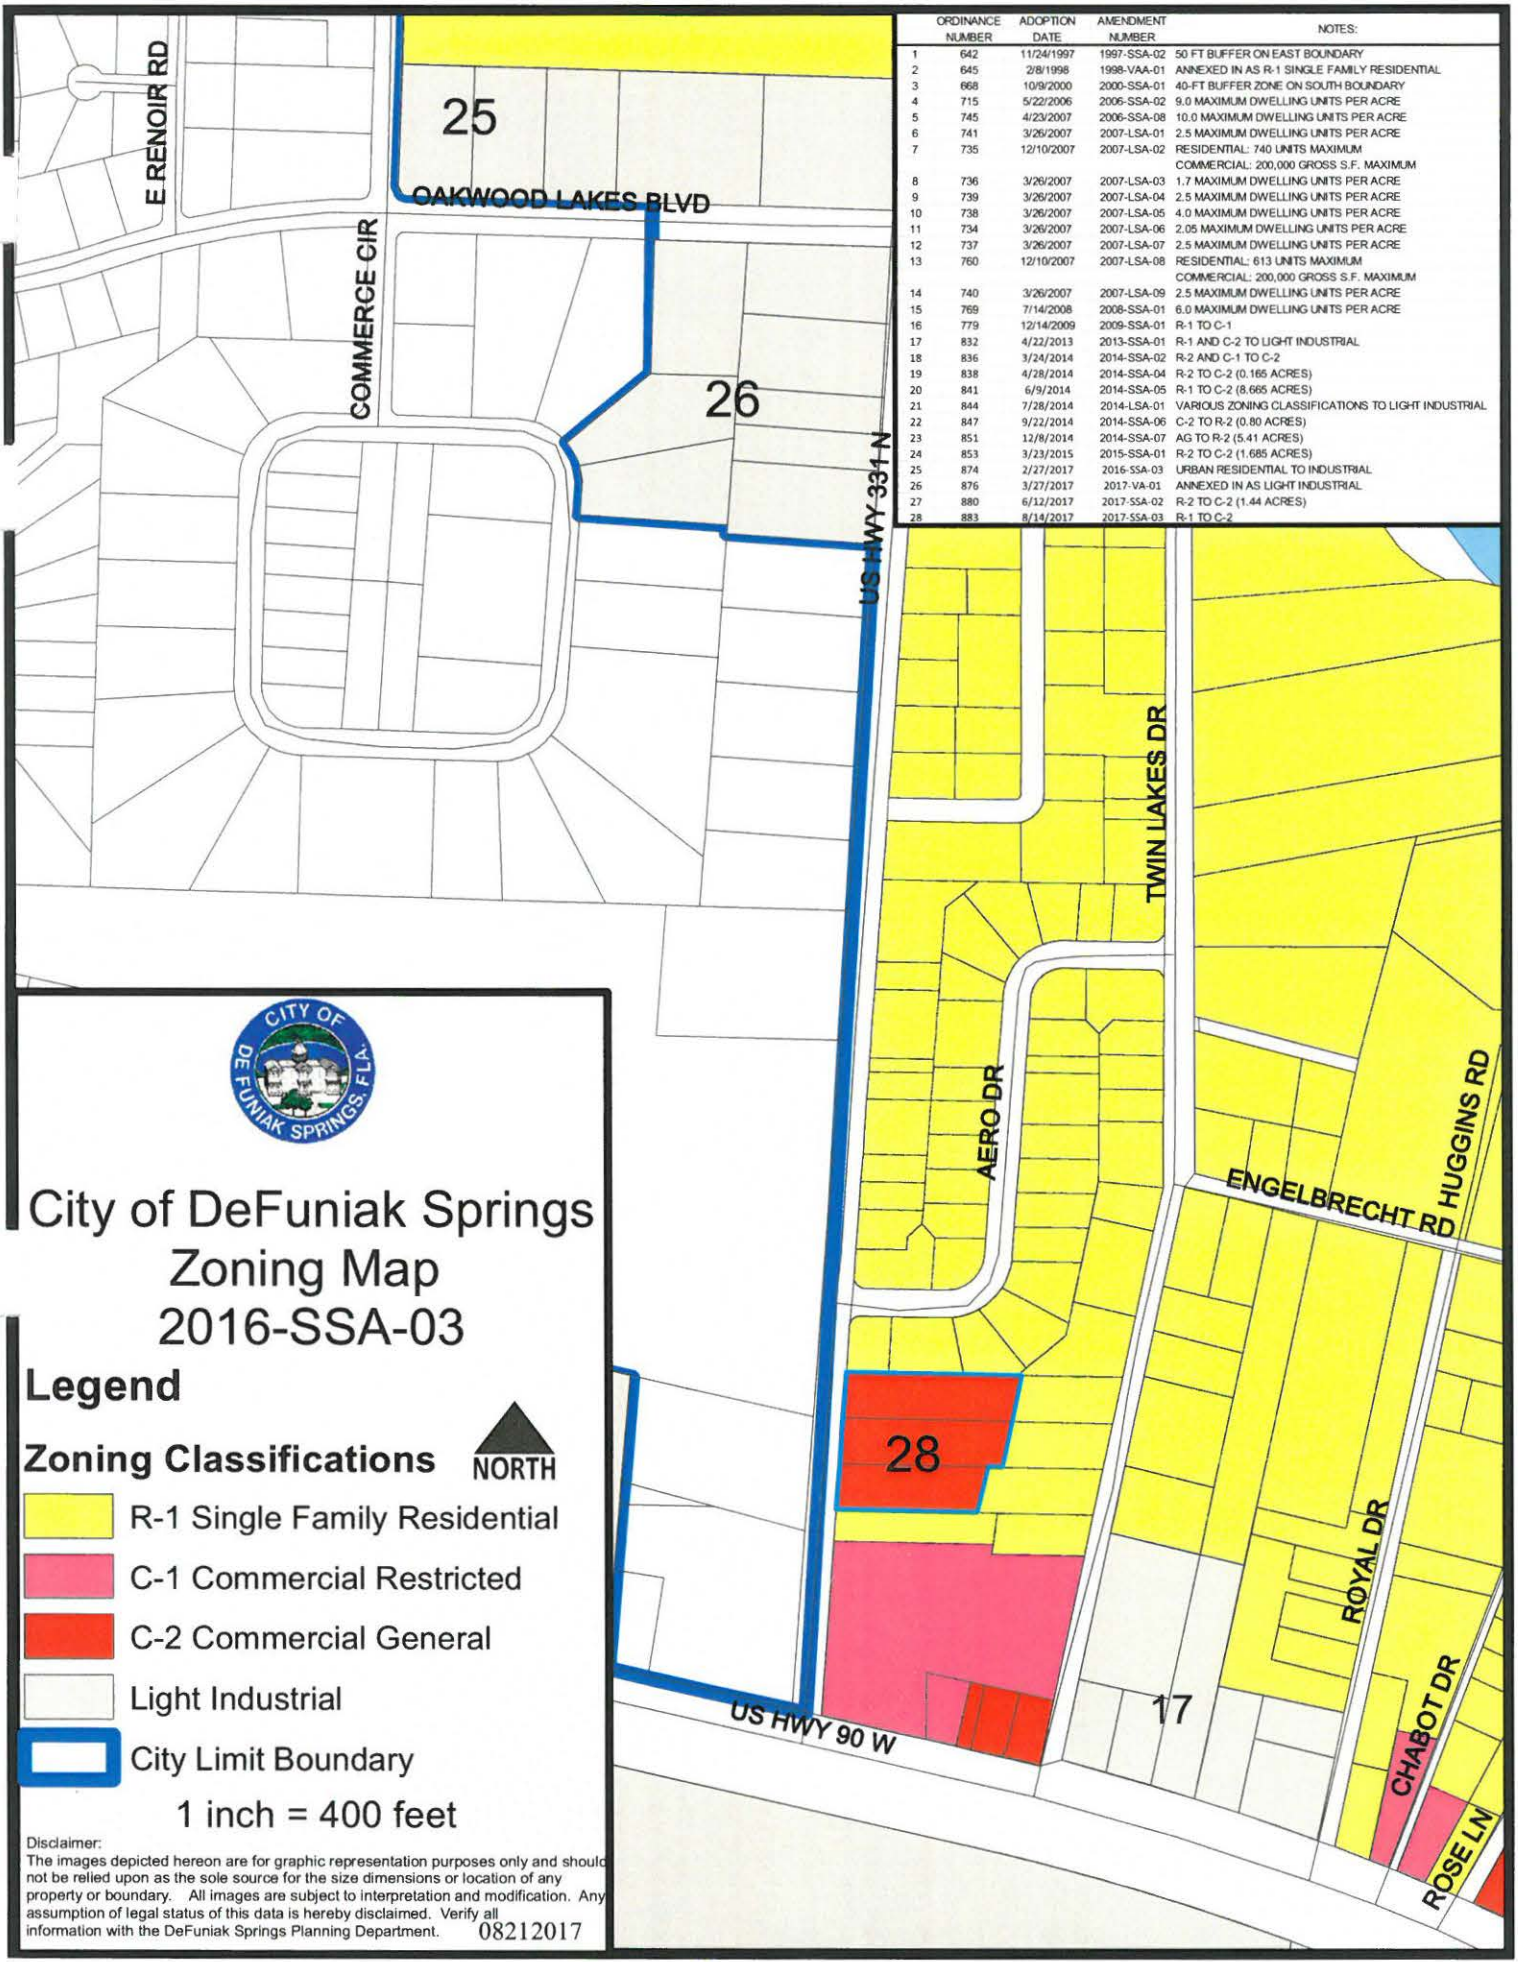 ORDINANCE NUMBER ADOPTION DATE AMENDMENT NUMBER NOTES:
1 642 11/24/1997 1997-SSA-02 50 FT BUFFER ON EAST BOUNDARY
2 645 2/8/1998 1998-VAA-01 ANNEXED IN AS R-1 SINGLE FAMILY RESIDENTIAL
3 668 10/9/2000 2000-SSA-01 40-FT BUFFER ZONE ON SOUTH BOUNDARY
4 715 5/22/2006 2006-SSA-02 9.0 MAXIMUM DWELLING UNITS PER ACRE
5 745 4/23/2007 2006-SSA-08 10.0 MAXIMUM DWELLING UNITS PER ACRE
6 741 3/26/2007 2007-LSA-01 2.5 MAXIMUM DWELLING UNITS PER ACRE
7 735 12/10/2007 2007-LSA-02 RESIDENTIAL: 740 UNITS MAXIMUM
COMMERCIAL: 200,000 GROSS S.F. MAXIMUM
8 736 3/26/2007 2007-LSA-03 1.7 MAXIMUM DWELLING UNITS PER ACRE
9 739 3/26/2007 2007-LSA-04 2.5 MAXIMUM DWELLING UNITS PER ACRE
10 738 3/26/2007 2007-LSA-05 4.0 MAXIMUM DWELLING UNITS PER ACRE
11 734 3/26/2007 2007-LSA-06 2.05 MAXIMUM DWELLING UNITS PER ACRE
12 737 3/26/2007 2007-LSA-07 2.5 MAXIMUM DWELLING UNITS PER ACRE
13 760 12/10/2007 2007-LSA-08 RESIDENTIAL: 613 UNITS MAXIMUM
COMMERCIAL: 200,000 GROSS S.F. MAXIMUM
14 740 3/26/2007 2007-LSA-09 2.5 MAXIMUM DWELLING UNITS PER ACRE
15 769 7/14/2008 2008-SSA-01 6.0 MAXIMUM DWELLING UNITS PER ACRE
16 779 12/14/2009 2009-SSA-01 R-1 TO C-1
17 832 4/22/2013 2013-SSA-01 R-1 AND C-2 TO LIGHT INDUSTRIAL
18 836 3/24/2014 2014-SSA-02 R-2 AND C-1 TO C-2
19 838 4/28/2014 2014-SSA-04 R-2 TO C-2 (0.165 ACRES)
20 841 6/9/2014 2014-SSA-05 R-1 TO C-2 (8.665 ACRES)
21 844 7/28/2014 2014-LSA-01 VARIOUS ZONING CLASSIFICATIONS TO LIGHT INDUSTRIAL
22 847 9/22/2014 2014-SSA-06 C-2 TO R-2 (0.80 ACRES)
23 851 12/8/2014 2014-SSA-07 AG TO R-2 (5.41 ACRES)
24 853 3/23/2015 2015-SSA-01 R-2 TO C-2 (1.685 ACRES)
25 874 2/27/2017 2016-SSA-03 URBAN RESIDENTIAL TO INDUSTRIAL
26 876 3/27/2017 2017-VA-01 ANNEXED IN AS LIGHT INDUSTRIAL
27 880 6/12/2017 2017-SSA-02 R-2 TO C-2 (1.44 ACRES)
28 883 8/14/2017 2017-SSA-03 R-1 TO C-2
E RENOIR RD
25
OAKWOOD LAKES BLVD
COMMERCE CIR
26
US HWY 331 N
TWIN LAKES DR
AERO DR
HUGGINS RD
ENGELBRECHT RD
28
ROYAL DR
17
CHABOT DR
US HWY 90 W
ROSE LN
CITY OF
DE FUNIAK SPRINGS, FLA.
City of DeFuniak Springs
Zoning Map
2016-SSA-03
Legend
Zoning Classifications
NORTH
R-1 Single Family Residential
C-1 Commercial Restricted
C-2 Commercial General
Light Industrial
City Limit Boundary
1 inch = 400 feet
Disclaimer:
The images depicted hereon are for graphic representation purposes only and should
not be relied upon as the sole source for the size dimensions or location of any
property or boundary. All images are subject to interpretation and modification. Any
assumption of legal status of this data is hereby disclaimed. Verify all
information with the DeFuniak Springs Planning Department. 08212017